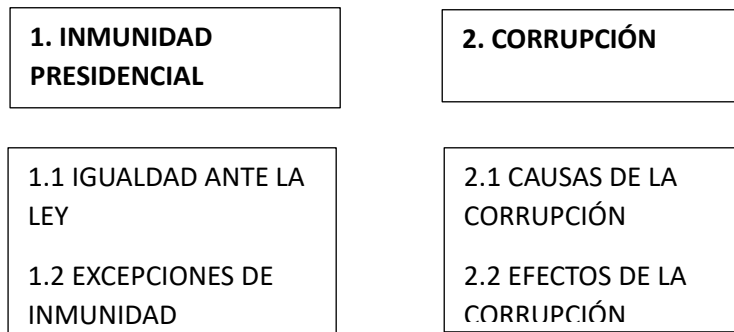 1. INMUNIDAD
PRESIDENCIAL
2. CORRUPCIÓN
1.1 IGUALDAD ANTE LA
LEY
1.2 EXCEPCIONES DE
INMUNIDAD
2.1 CAUSAS DE LA
CORRUPCIÓN
2.2 EFECTOS DE LA
CORRUPCIÓN